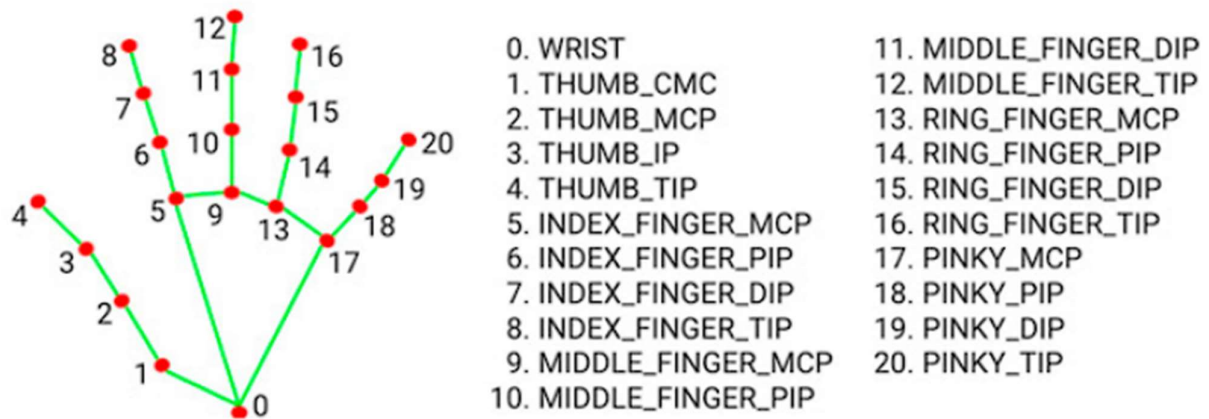 12
8
16
11
7
15
10
6
14
20
19
4
5
9
18
13
3
17
2
1
0
0. WRIST
1. THUMB_CMC
2. THUMB_MCP
3. THUMB_IP
4. THUMB_TIP
5. INDEX_FINGER_MCP
6. INDEX_FINGER_PIP
7. INDEX_FINGER_DIP
8. INDEX_FINGER_TIP
9. MIDDLE_FINGER_MCP
10. MIDDLE_FINGER_PIP
11. MIDDLE_FINGER_DIP
12. MIDDLE_FINGER_TIP
13. RING_FINGER_MCP
14. RING_FINGER_PIP
15. RING_FINGER_DIP
16. RING_FINGER_TIP
17. PINKY_MCP
18. PINKY_PIP
19. PINKY_DIP
20. PINKY_TIP